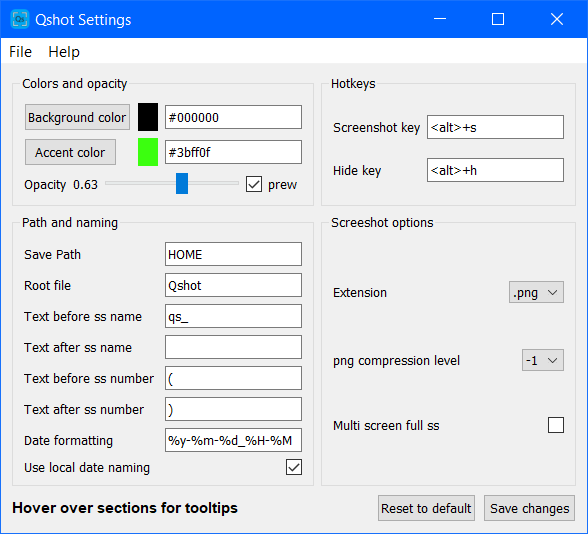 Qs Qshot Settings
File Help
Colors and opacity
Background color #000000
Accent color #3bff0f
Opacity 0.63 prew
Hotkeys
Screenshot key <alt>+s
Hide key <alt>+h
Path and naming
Save Path HOME
Root file Qshot
Text before ss name qs_
Text after ss name
Text before ss number (
Text after ss number )
Date formatting %y-%m-%d_%H-%M
Use local date naming
Screeshot options
Extension .png
png compression level -1
Multi screen full ss
Hover over sections for tooltips
Reset to default Save changes